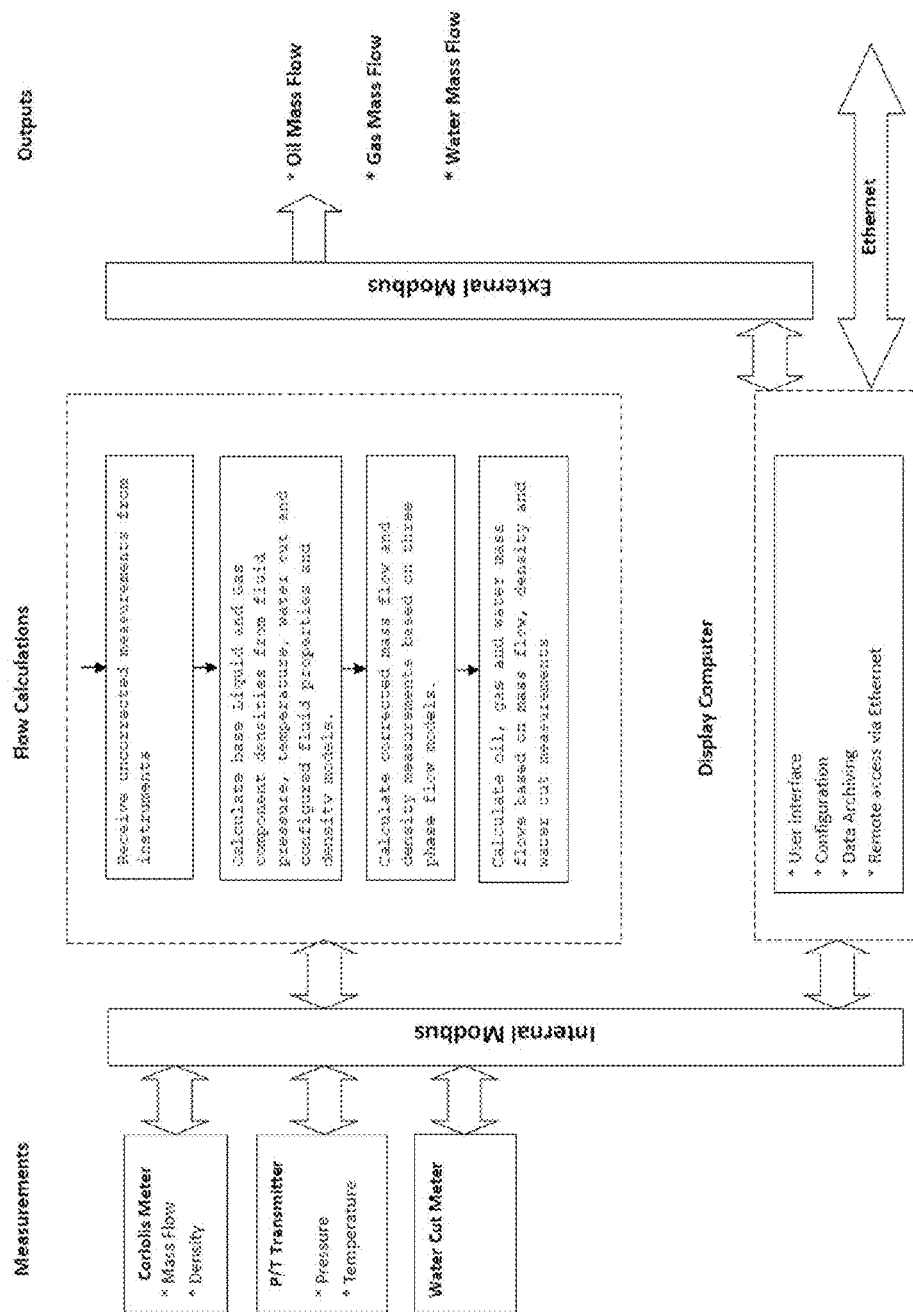 Measurements
Flow Calculations
Outputs
Coriolis Meter
* Mass Flow
* Density
P/T Transmitter
* Pressure
* Temperature
Water Cut Meter
Internal Modbus
Receive uncorrected measurements from
instruments
Calculate base Liquid and Gas
component densities from fluid
pressure, temperature, water cut and
configured fluid properties and
density models.
Calculate corrected mass flow and
density measurements based on three
phase flow models.
Calculate oil, gas and water mass
flows based on mass flow, density and
water cut measurements
Display Computer
* User Interface
* Configuration
* Data Archiving
* Remote access via Ethernet
External Modbus
* Oil Mass Flow
* Gas Mass Flow
* Water Mass Flow
Ethernet